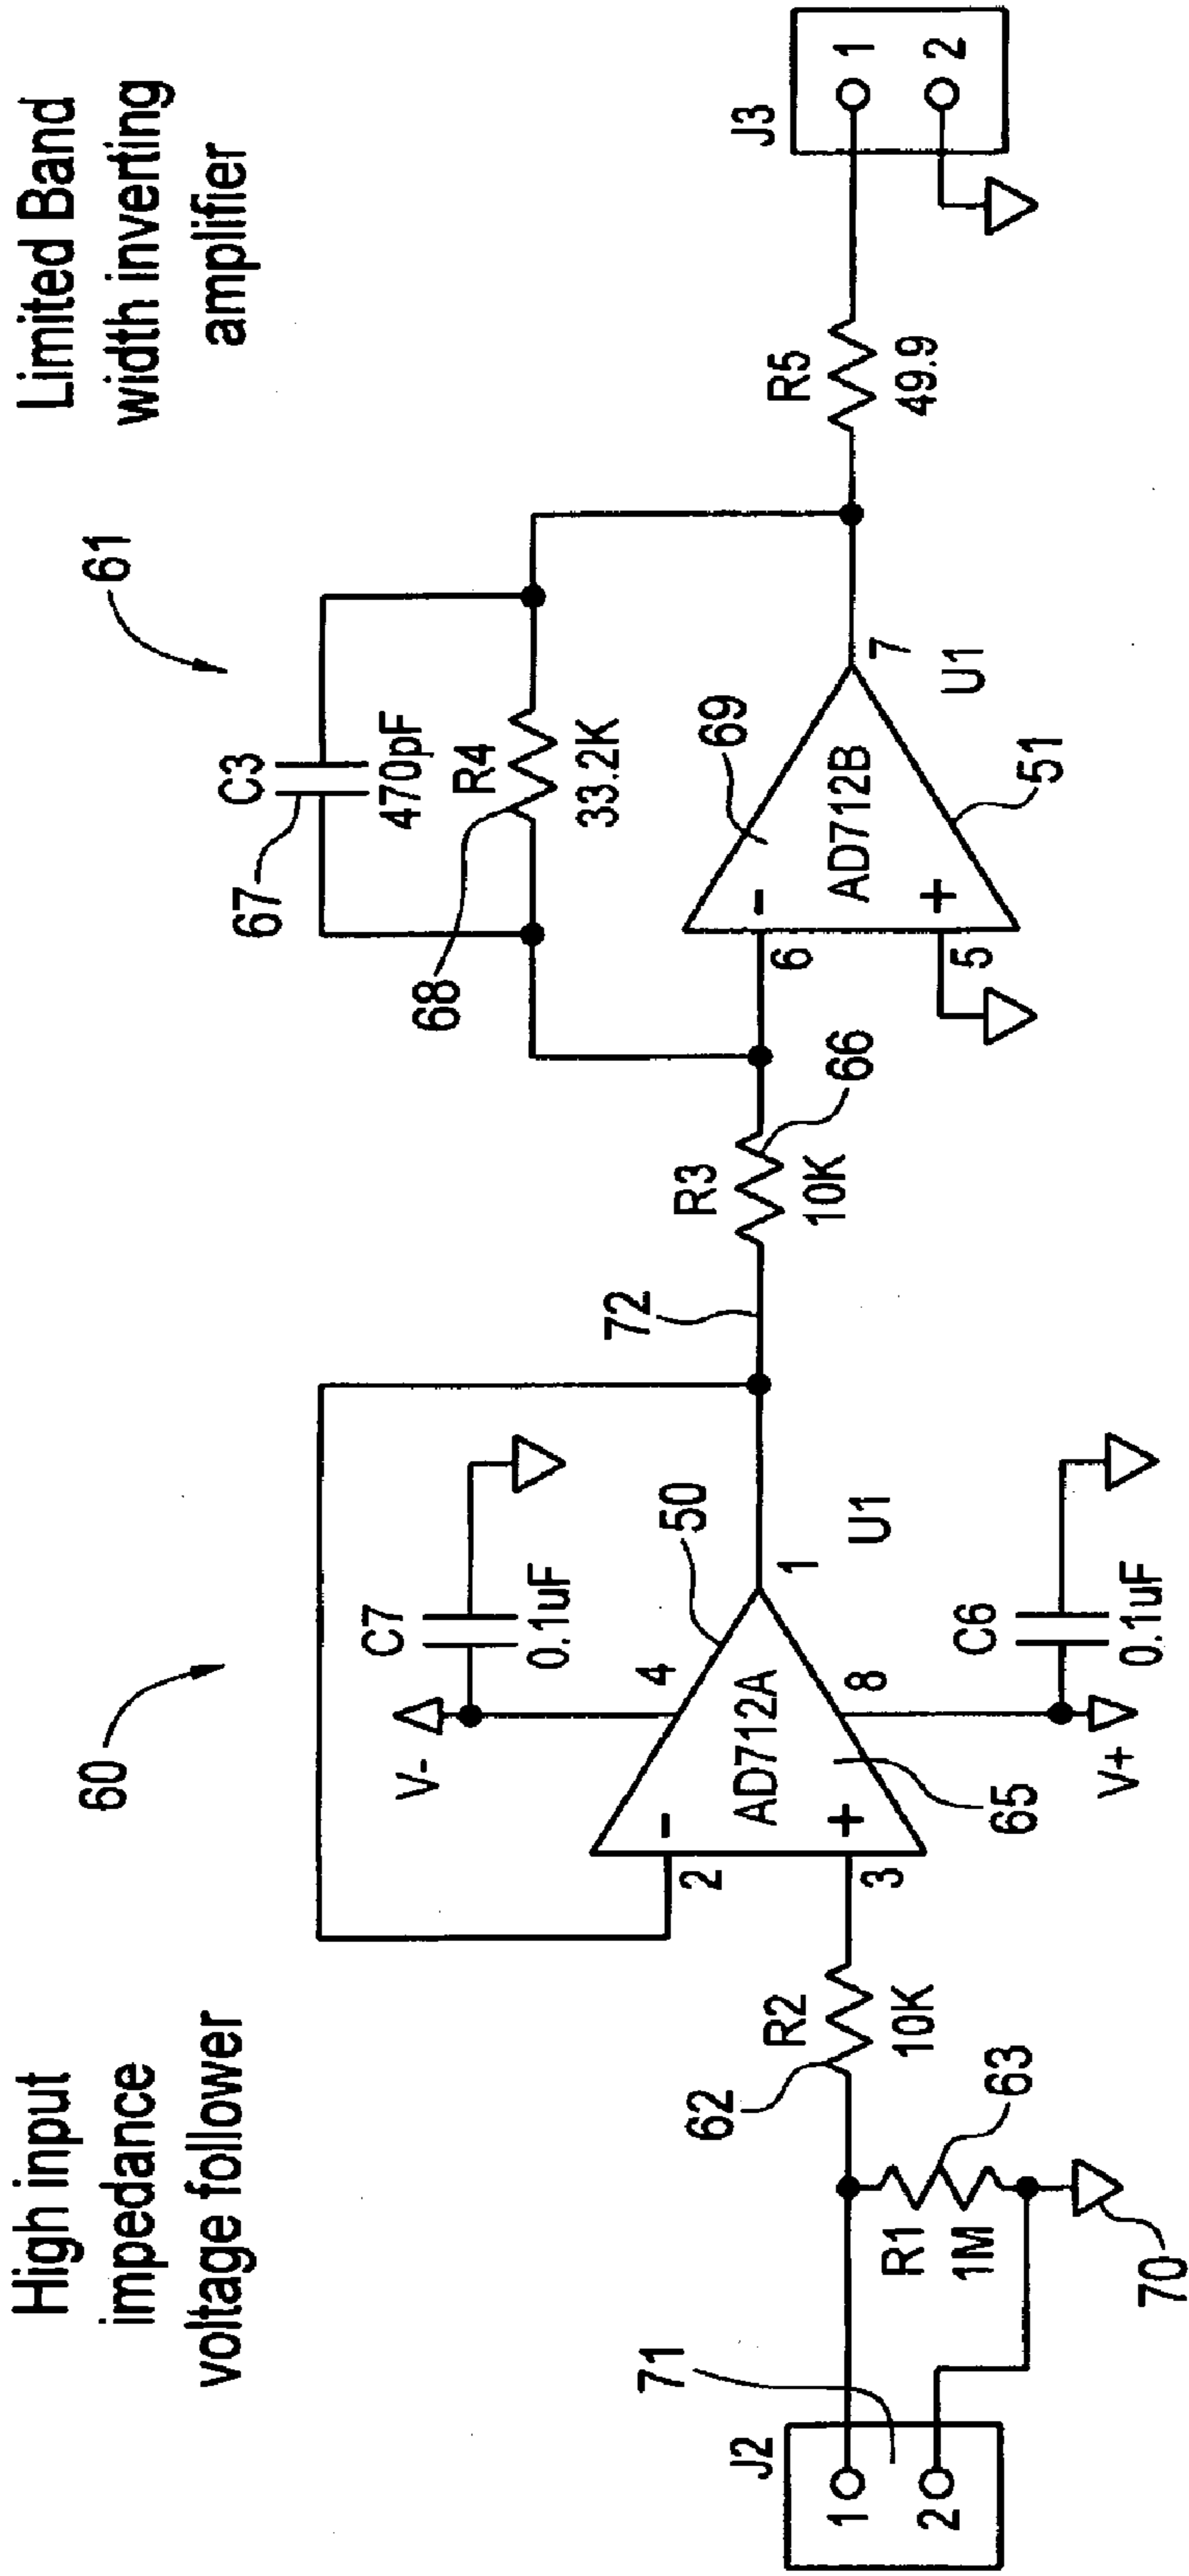 High input
impedance
voltage follower
60
Limited Band
width inverting
amplifier
61
J2
1
2
71
R1
1M
63
70
62
R2
10K
2
3
-
+
AD712A
65
V-
4
C7
0.1uF
50
8
V+
C6
0.1uF
1
U1
72
R3
10K
66
6
5
-
+
AD712B
69
51
7
U1
67
C3
470pF
68
R4
33.2K
R5
49.9
J3
1
2